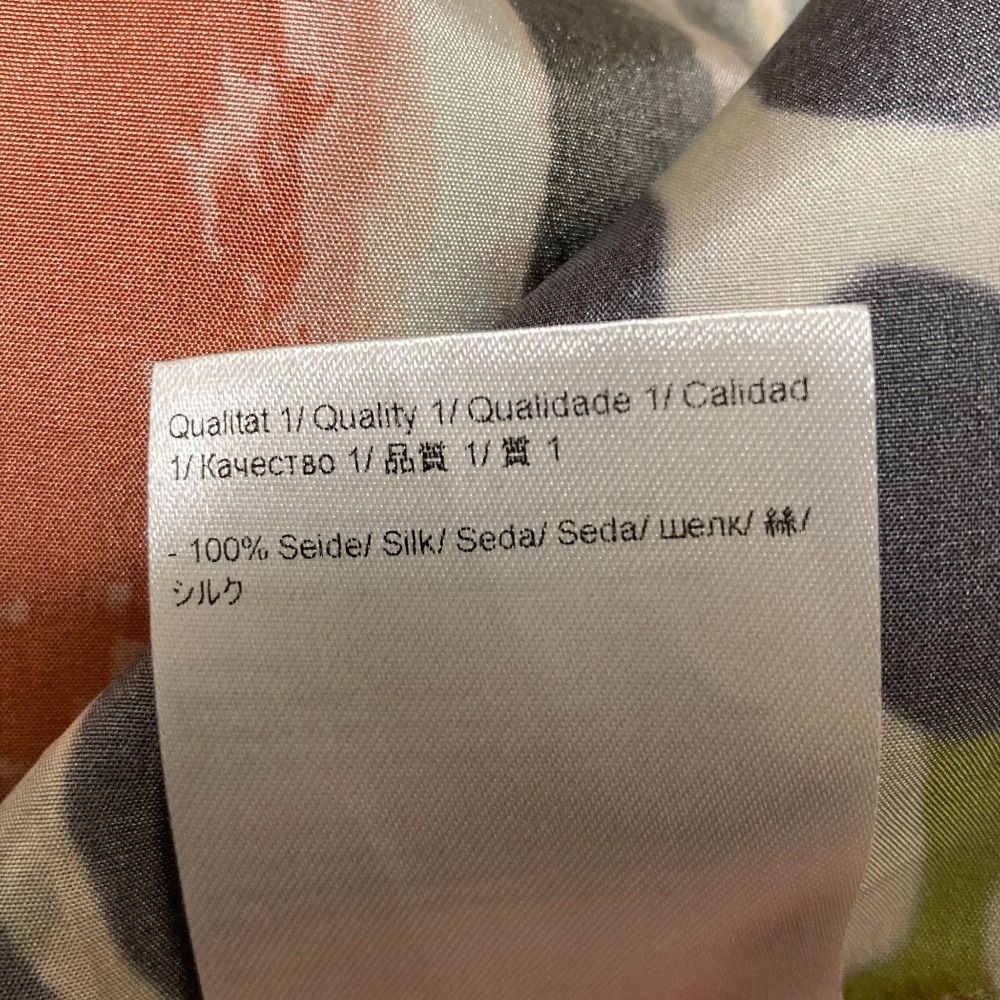 Qualitat 1/ Quality 1/ Qualidade 1/ Calidad
1/ Качество 1/ 品質 1/ 質 1
- 100% Seide/ Silk/ Seda/ Seda/ шелк/ 絲/
シルク